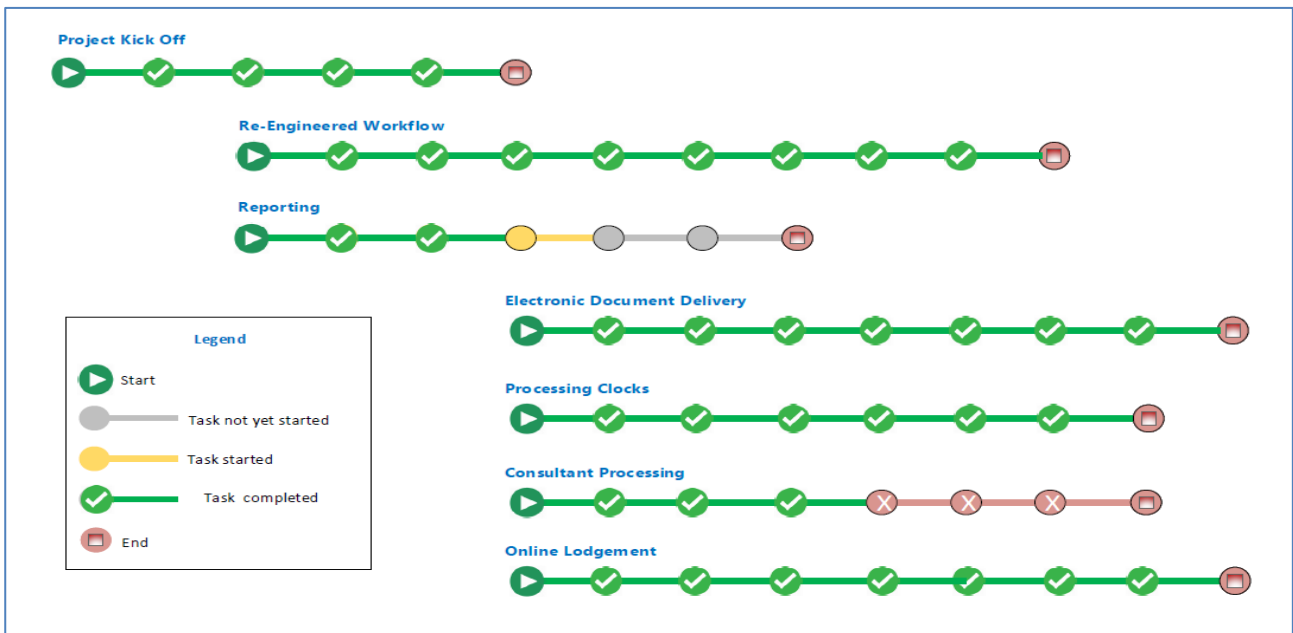 Project Kick Off
Re-Engineered Workflow
Reporting
Electronic Document Delivery
Legend
Start
Task not yet started
Task started
Task completed
End
Processing Clocks
Consultant Processing
X X X
Online Lodgement